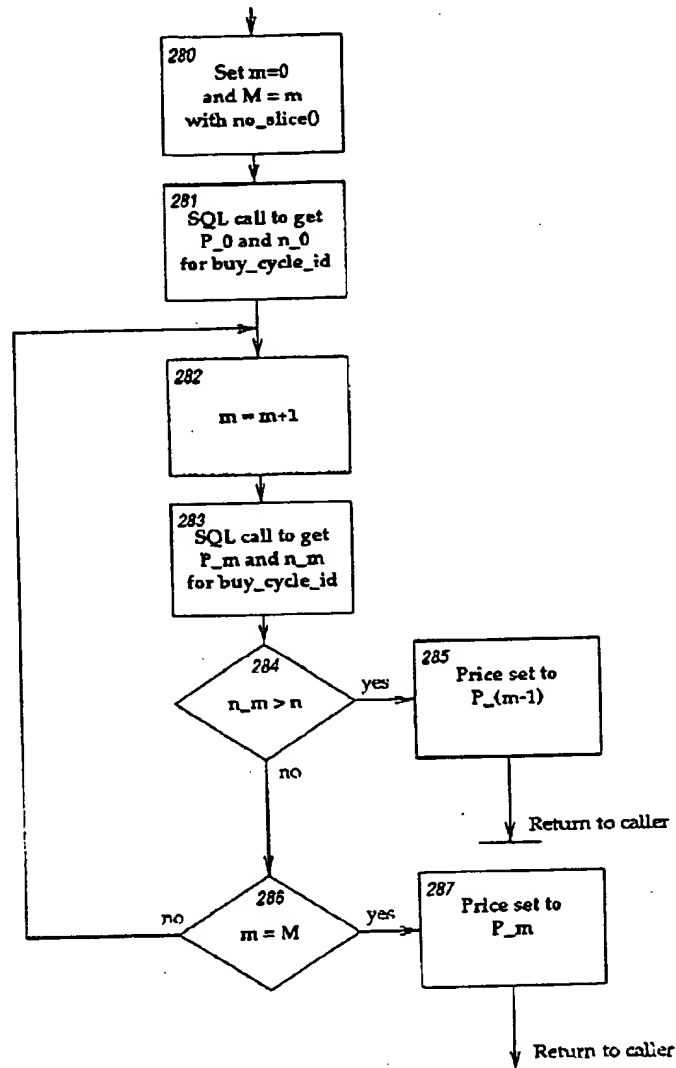 280
Set m=0
and M = m
with no_slice()
281
SQL call to get
P_0 and n_0
for buy_cycle_id
282
m = m+1
283
SQL call to get
P_m and n_m
for buy_cycle_id
284
n_m > n
yes
no
285
Price set to
P_(m-1)
Return to caller
286
m = M
no
yes
287
Price set to
P_m
Return to caller